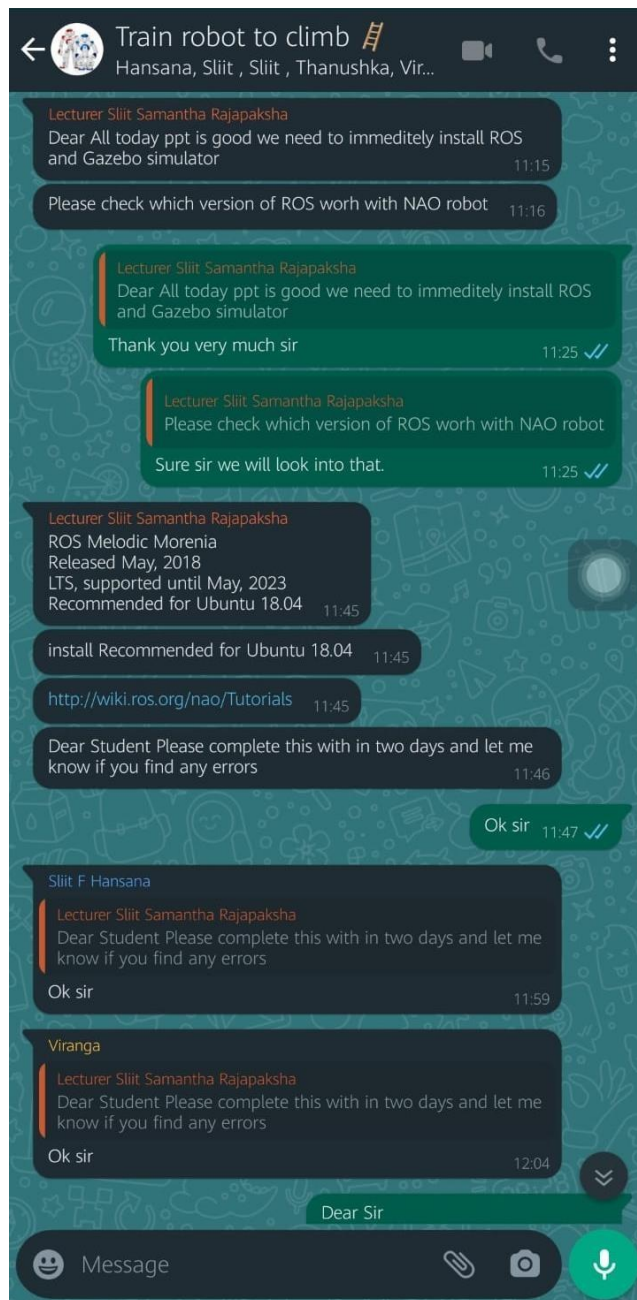 Train robot to climb 🪜
Hansana, Sliit , Sliit , Thanushka, Vir...
Lecturer Sliit Samantha Rajapaksha
Dear All today ppt is good we need to immeditely install ROS
and Gazebo simulator
11:15
Please check which version of ROS worh with NAO robot 11:16
Lecturer Sliit Samantha Rajapaksha
Dear All today ppt is good we need to immeditely install ROS
and Gazebo simulator
Thank you very much sir
11:25
Lecturer Sliit Samantha Rajapaksha
Please check which version of ROS worh with NAO robot
Sure sir we will look into that.
11:25
Lecturer Sliit Samantha Rajapaksha
ROS Melodic Morenia
Released May, 2018
LTS, supported until May, 2023
Recommended for Ubuntu 18.04 11:45
install Recommended for Ubuntu 18.04 11:45
http://wiki.ros.org/nao/Tutorials 11:45
Dear Student Please complete this with in two days and let me
know if you find any errors
11:46
Ok sir 11:47
Sliit F Hansana
Lecturer Sliit Samantha Rajapaksha
Dear Student Please complete this with in two days and let me
know if you find any errors
Ok sir
11:59
Viranga
Lecturer Sliit Samantha Rajapaksha
Dear Student Please complete this with in two days and let me
know if you find any errors
Ok sir
12:04
Dear Sir
Message